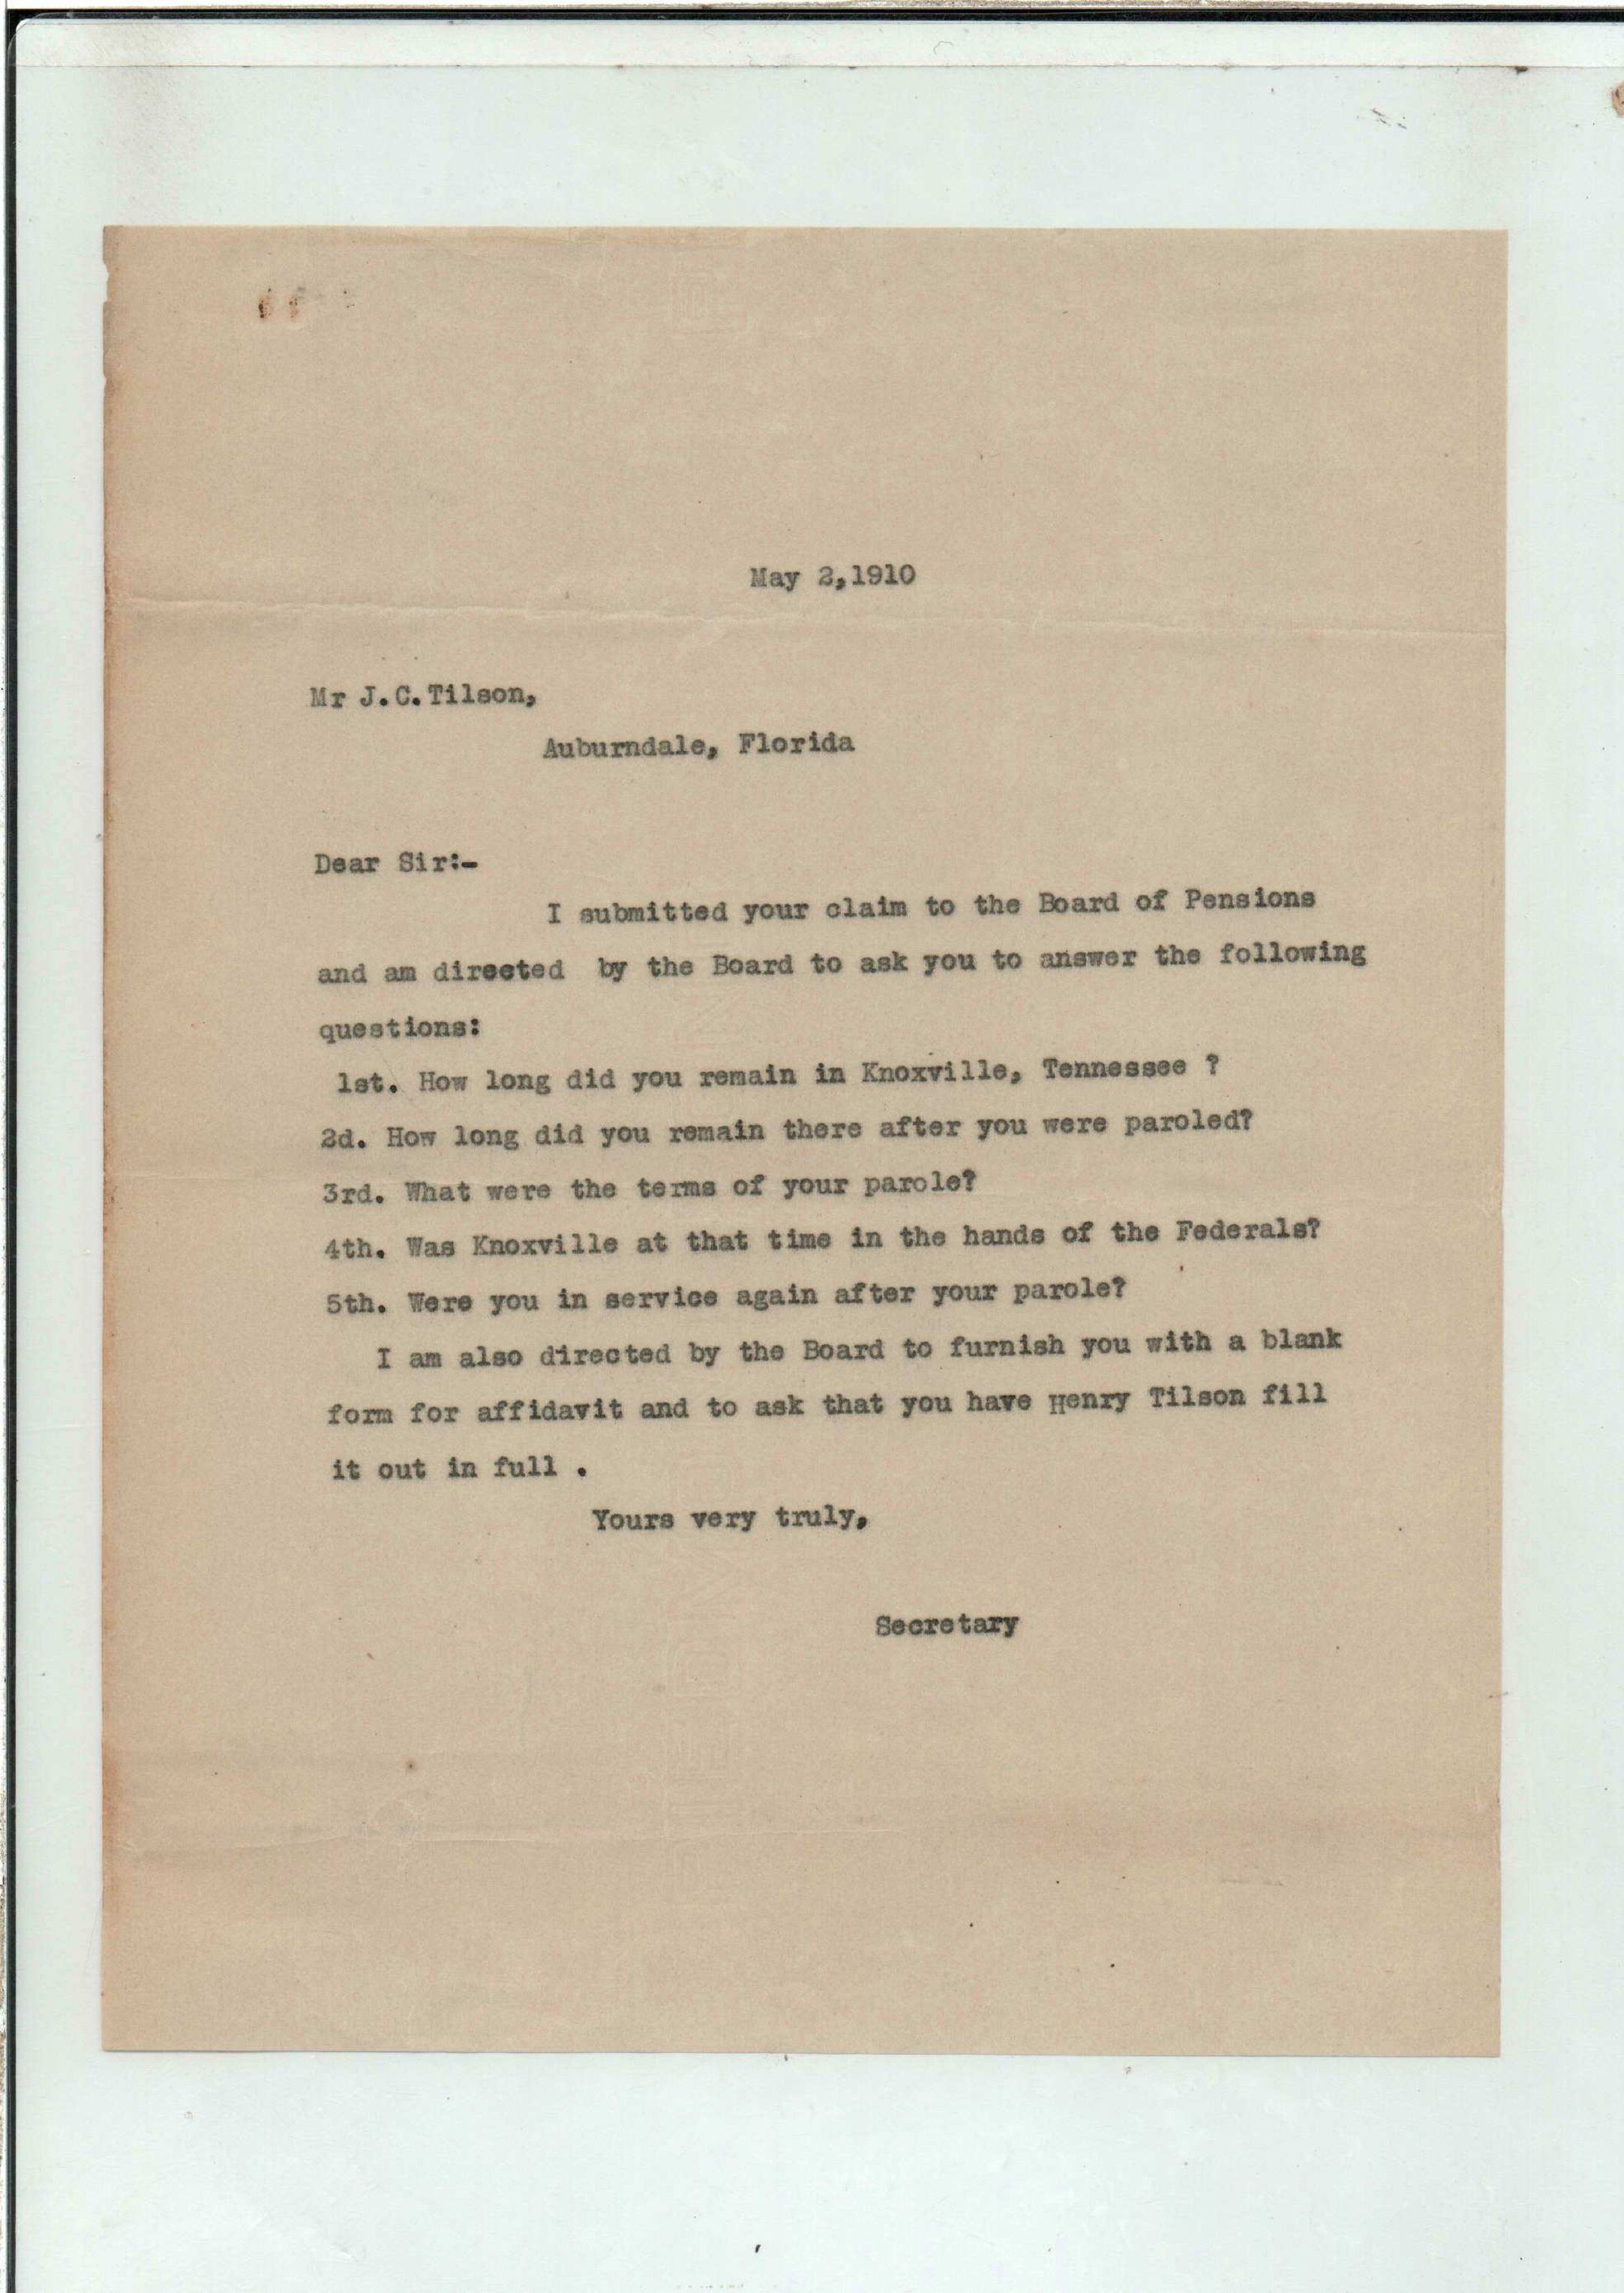 May 2,1910
Mr J.C.Tilson,
Auburndale, Florida
Dear Sir:-
I submitted your claim to the Board of Pensions
and am directed by the Board to ask you to answer the following
questions:
1st. How long did you remain in Knoxville, Tennessee ?
2d. How long did you remain there after you were paroled?
3rd. What were the terms of your parole?
4th. Was Knoxville at that time in the hands of the Federals?
5th. Were you in service again after your parole?
I am also directed by the Board to furnish you with a blank
form for affidavit and to ask that you have Henry Tilson fill
it out in full .
Yours very truly,
Secretary